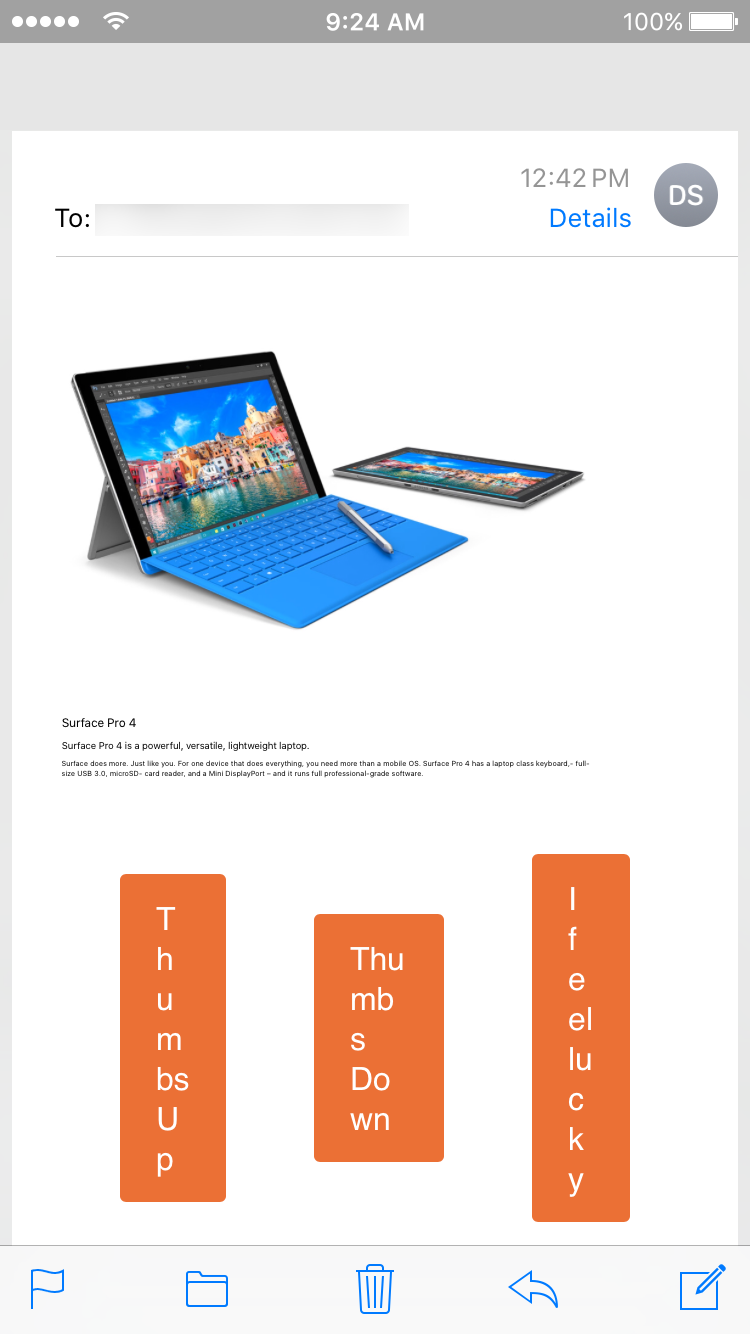 9:24 AM
100%
12:42 PM
DS
To:
Details
Surface Pro 4
Surface Pro 4 is a powerful, versatile, lightweight laptop.
Surface does more. Just like you. For one device that does everything, you need more than a mobile OS. Surface Pro 4 has a laptop class keyboard,- full-
size USB 3.0, microSD- card reader, and a Mini DisplayPort – and it runs full professional-grade software.
T
h
u
m
bs
U
p
Thu
mb
s
Do
wn
I
f
e
el
lu
c
k
y